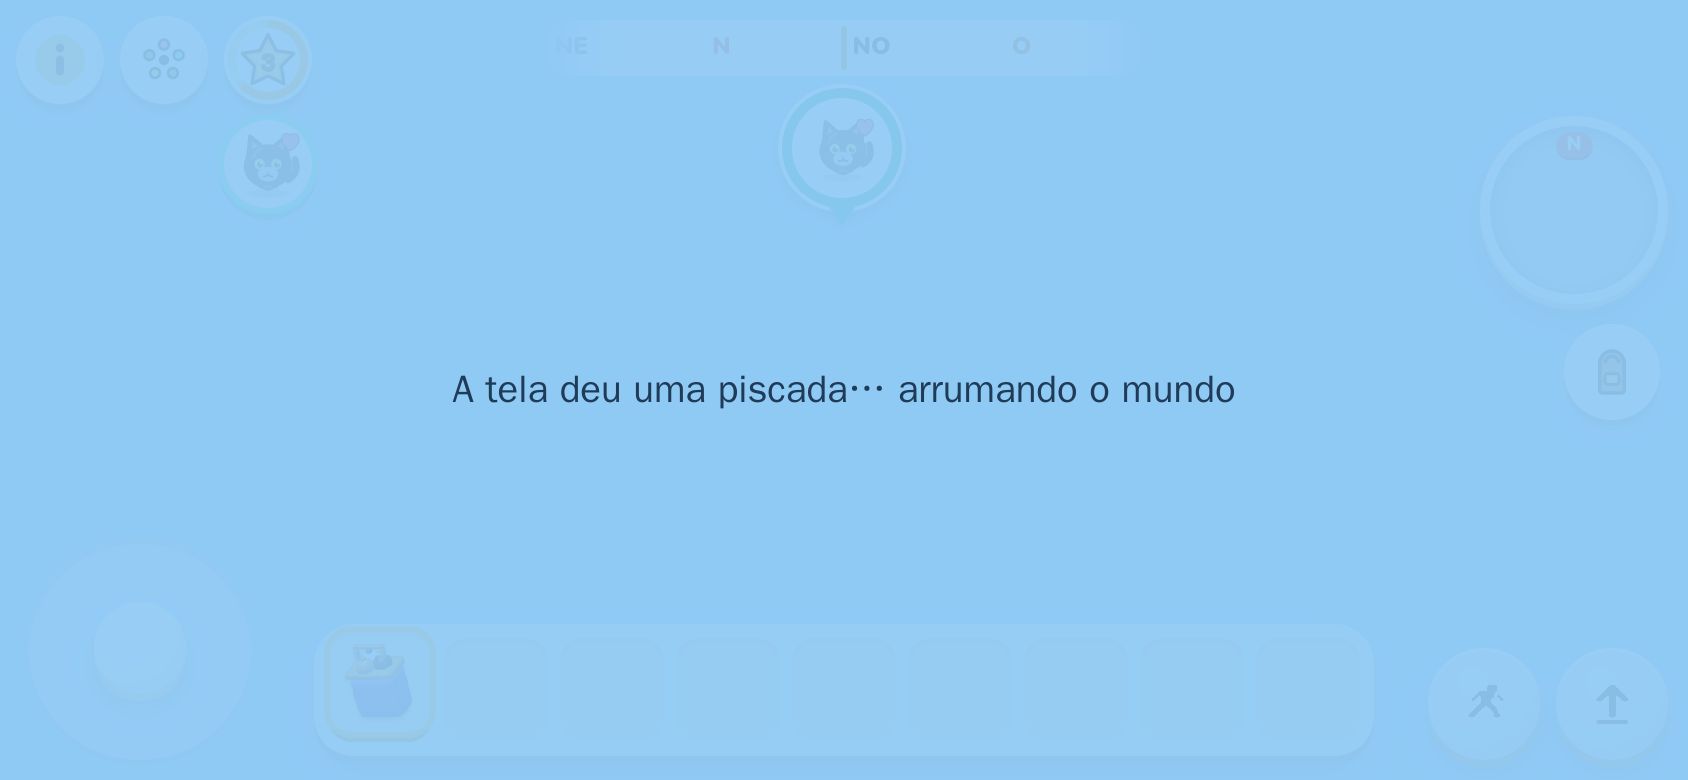 NE N NO O
3
N
A tela deu uma piscada··· arrumando o mundo